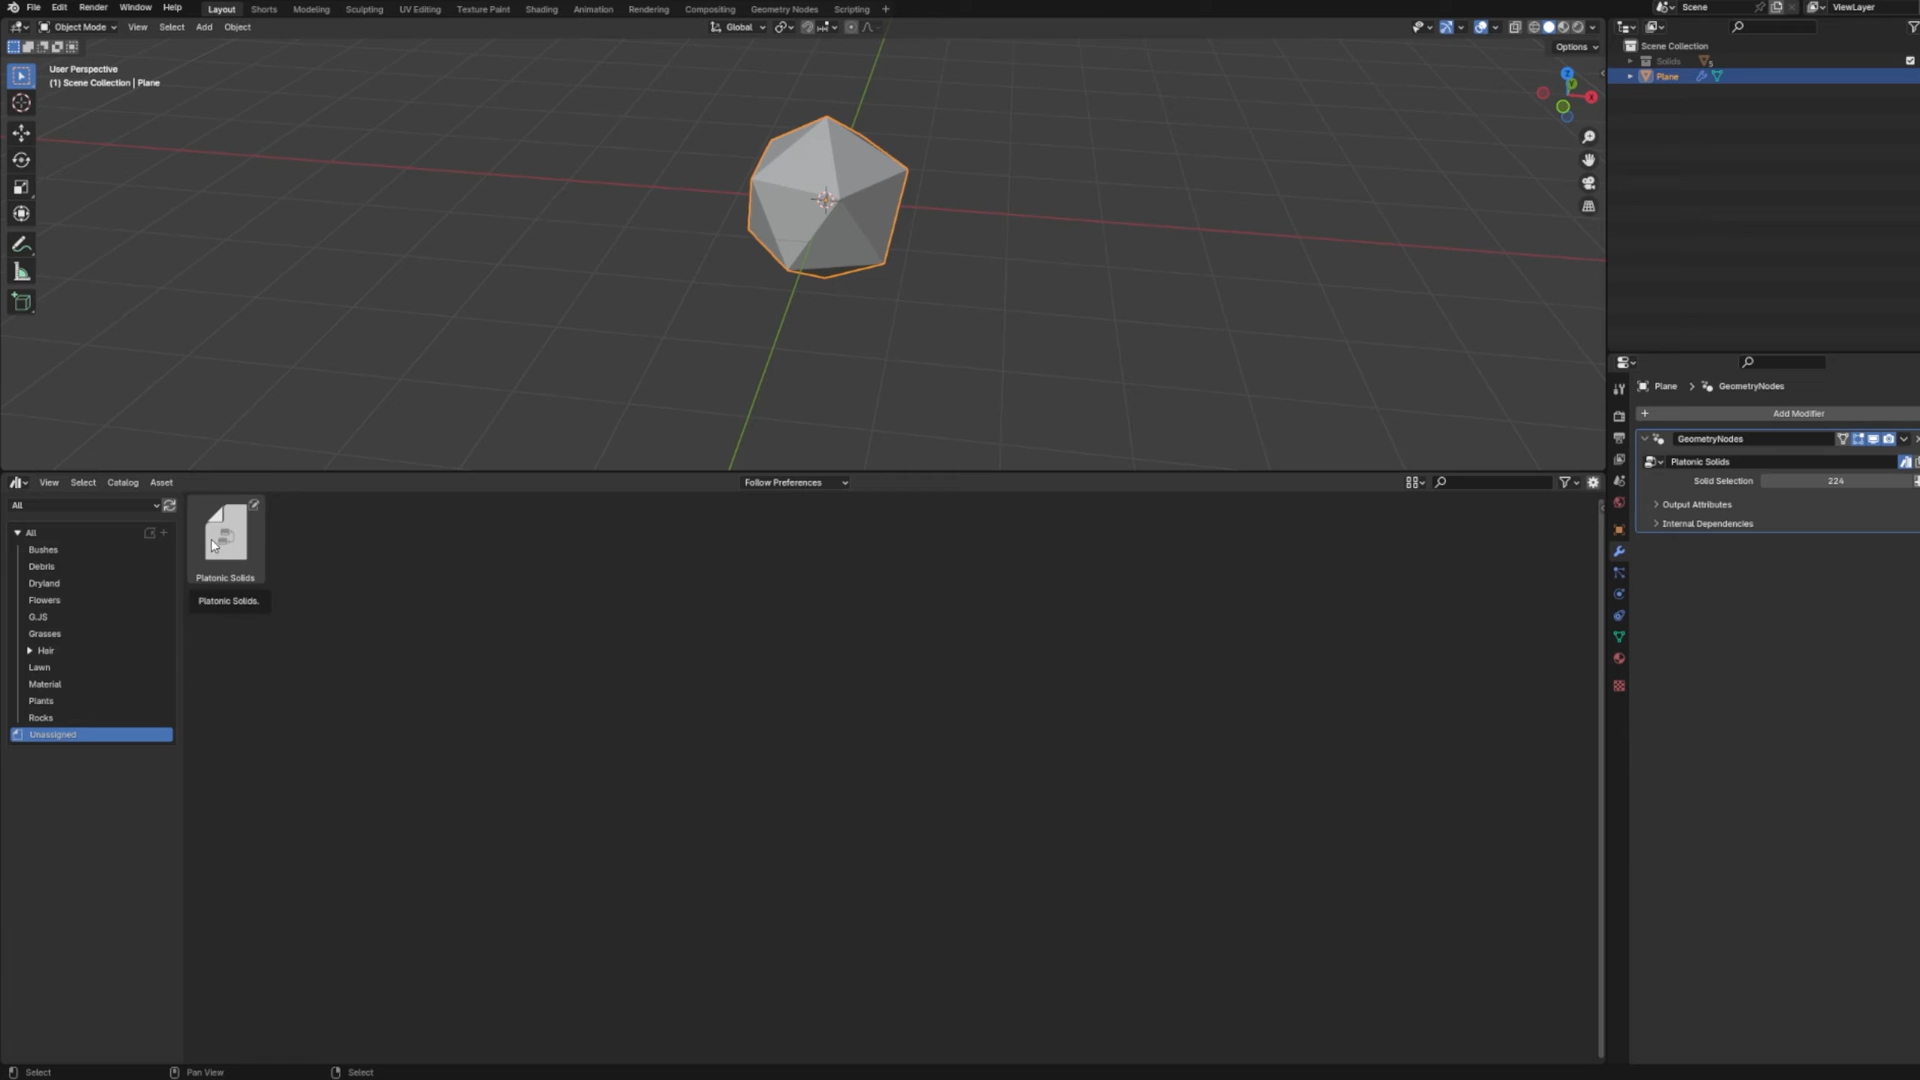 File Edit Render Window Help Layout Shorts Modeling Sculpting UV Editing Texture Paint Shading Animation Rendering Compositing Geometry Nodes Scripting + Scene ViewLayer
Object Mode View Select Add Object Global
Options
User Perspective
(1) Scene Collection | Plane
Scene Collection
Solids 5
Plane
X
Y
Z
Plane > GeometryNodes
+ Add Modifier
GeometryNodes
Platonic Solids
Solid Selection 224
Output Attributes
Internal Dependencies
View Select Catalog Asset Follow Preferences
All
All
Bushes
Debris
Dryland
Flowers
GJS
Grasses
Hair
Lawn
Material
Plants
Rocks
Unassigned
Platonic Solids
Platonic Solids.
Select Pan View Select